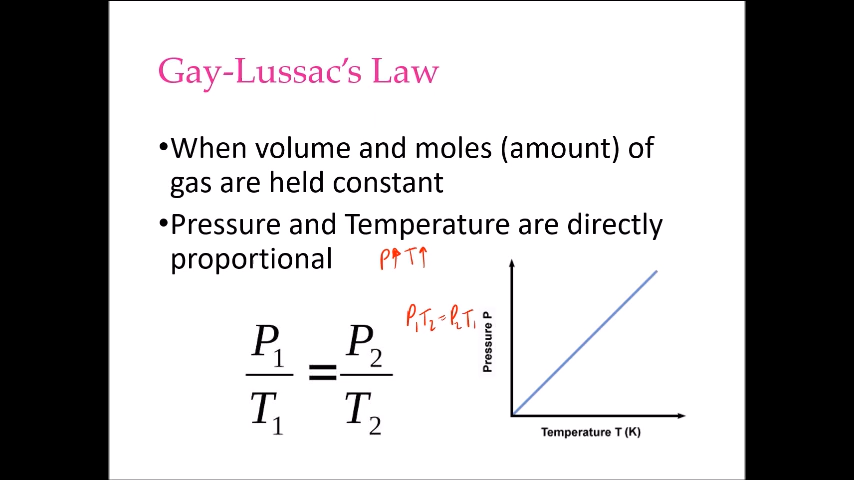 Gay-Lussac's Law
•When volume and moles (amount) of
gas are held constant
•Pressure and Temperature are directly
proportional
P↑ T↑
P₁T₂=P₂T₁
P₁/T₁ = P₂/T₂
Pressure P
Temperature T (K)